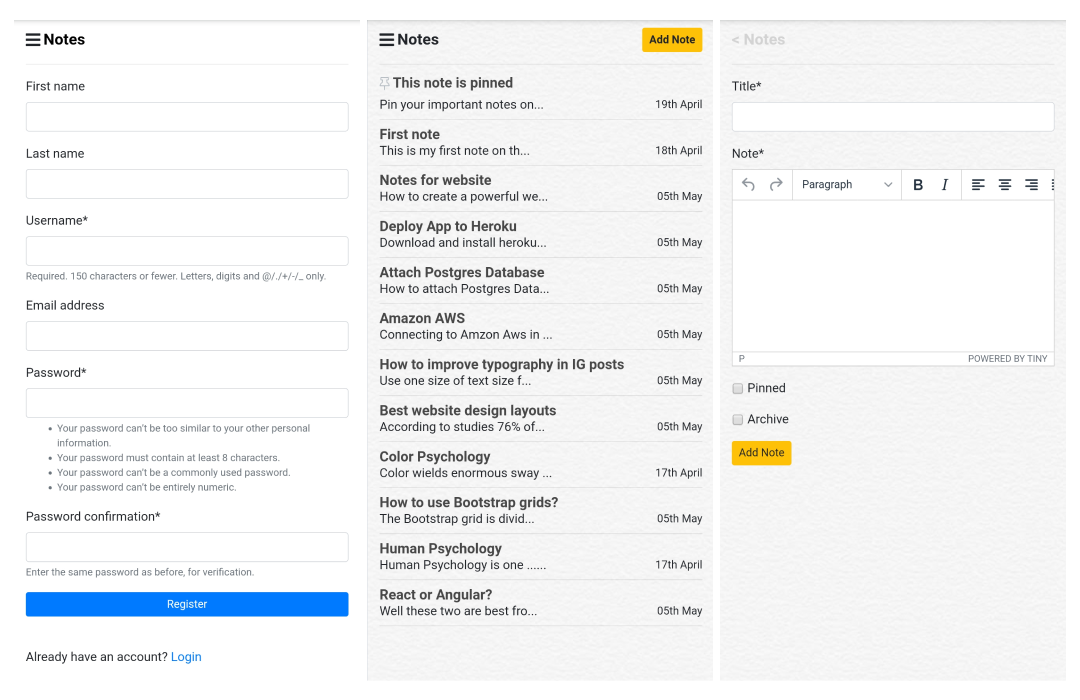 Notes
First name
Last name
Username*
Required. 150 characters or fewer. Letters, digits and @/./+/-/_ only.
Email address
Password*
• Your password can't be too similar to your other personal
information.
• Your password must contain at least 8 characters.
• Your password can't be a commonly used password.
• Your password can't be entirely numeric.
Password confirmation*
Enter the same password as before, for verification.
Register
Already have an account? Login
Notes Add Note
This note is pinned
Pin your important notes on... 19th April
First note
This is my first note on th... 18th April
Notes for website
How to create a powerful we... 05th May
Deploy App to Heroku
Download and install heroku... 05th May
Attach Postgres Database
How to attach Postgres Data... 05th May
Amazon AWS
Connecting to Amzon Aws in ... 05th May
How to improve typography in IG posts
Use one size of text size f... 05th May
Best website design layouts
According to studies 76% of... 05th May
Color Psychology
Color wields enormous sway ... 17th April
How to use Bootstrap grids?
The Bootstrap grid is divid... 05th May
Human Psychology
Human Psychology is one ...... 17th April
React or Angular?
Well these two are best fro... 05th May
< Notes
Title*
Note*
Paragraph B I
P POWERED BY TINY
Pinned
Archive
Add Note